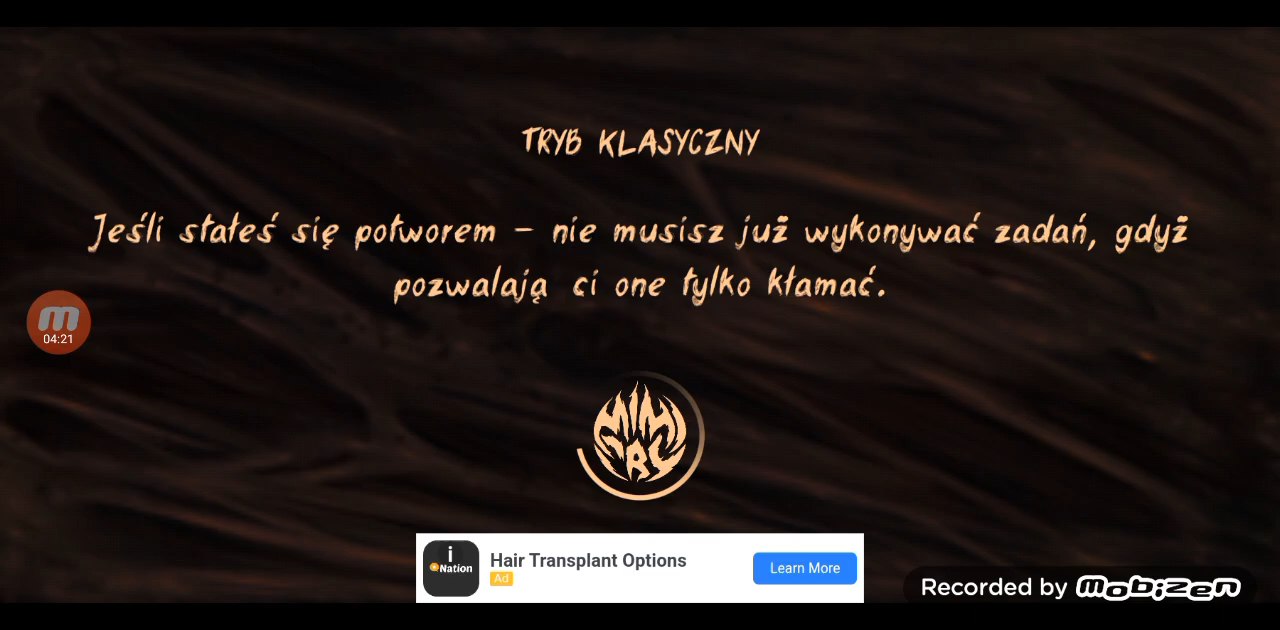 TRYB KLASYCZNY
Jeśli stałeś się potworem – nie musisz już wykonywać zadań, gdyż
pozwalają ci one tylko kłamać.
m
04:21
MIMICRY
i
Nation
Hair Transplant Options
Ad
Learn More
Recorded by mobizen